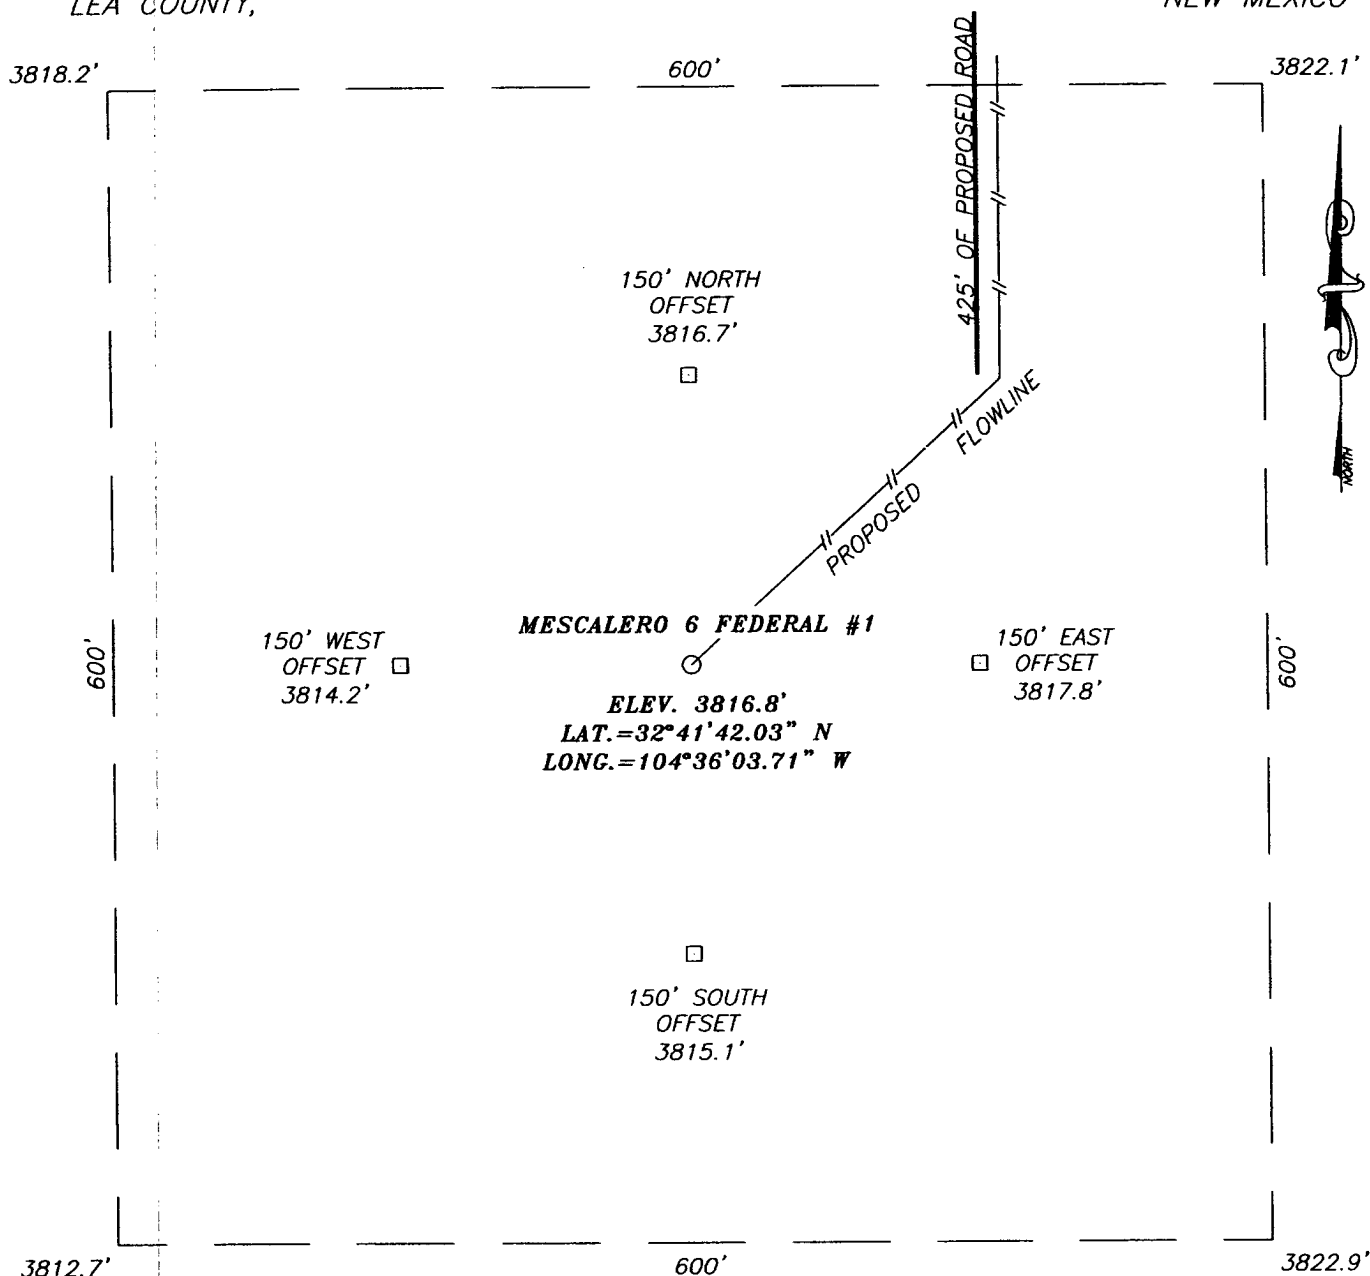 LEA COUNTY,
NEW MEXICO
3818.2'
600'
3822.1'
425' OF PROPOSED ROAD
150' NORTH
OFFSET
3816.7'
NORTH
PROPOSED FLOWLINE
600'
150' WEST
OFFSET
3814.2'
MESCALERO 6 FEDERAL #1
ELEV. 3816.8'
LAT.=32°41'42.03" N
LONG.=104°36'03.71" W
150' EAST
OFFSET
3817.8'
600'
150' SOUTH
OFFSET
3815.1'
3812.7'
600'
3822.9'